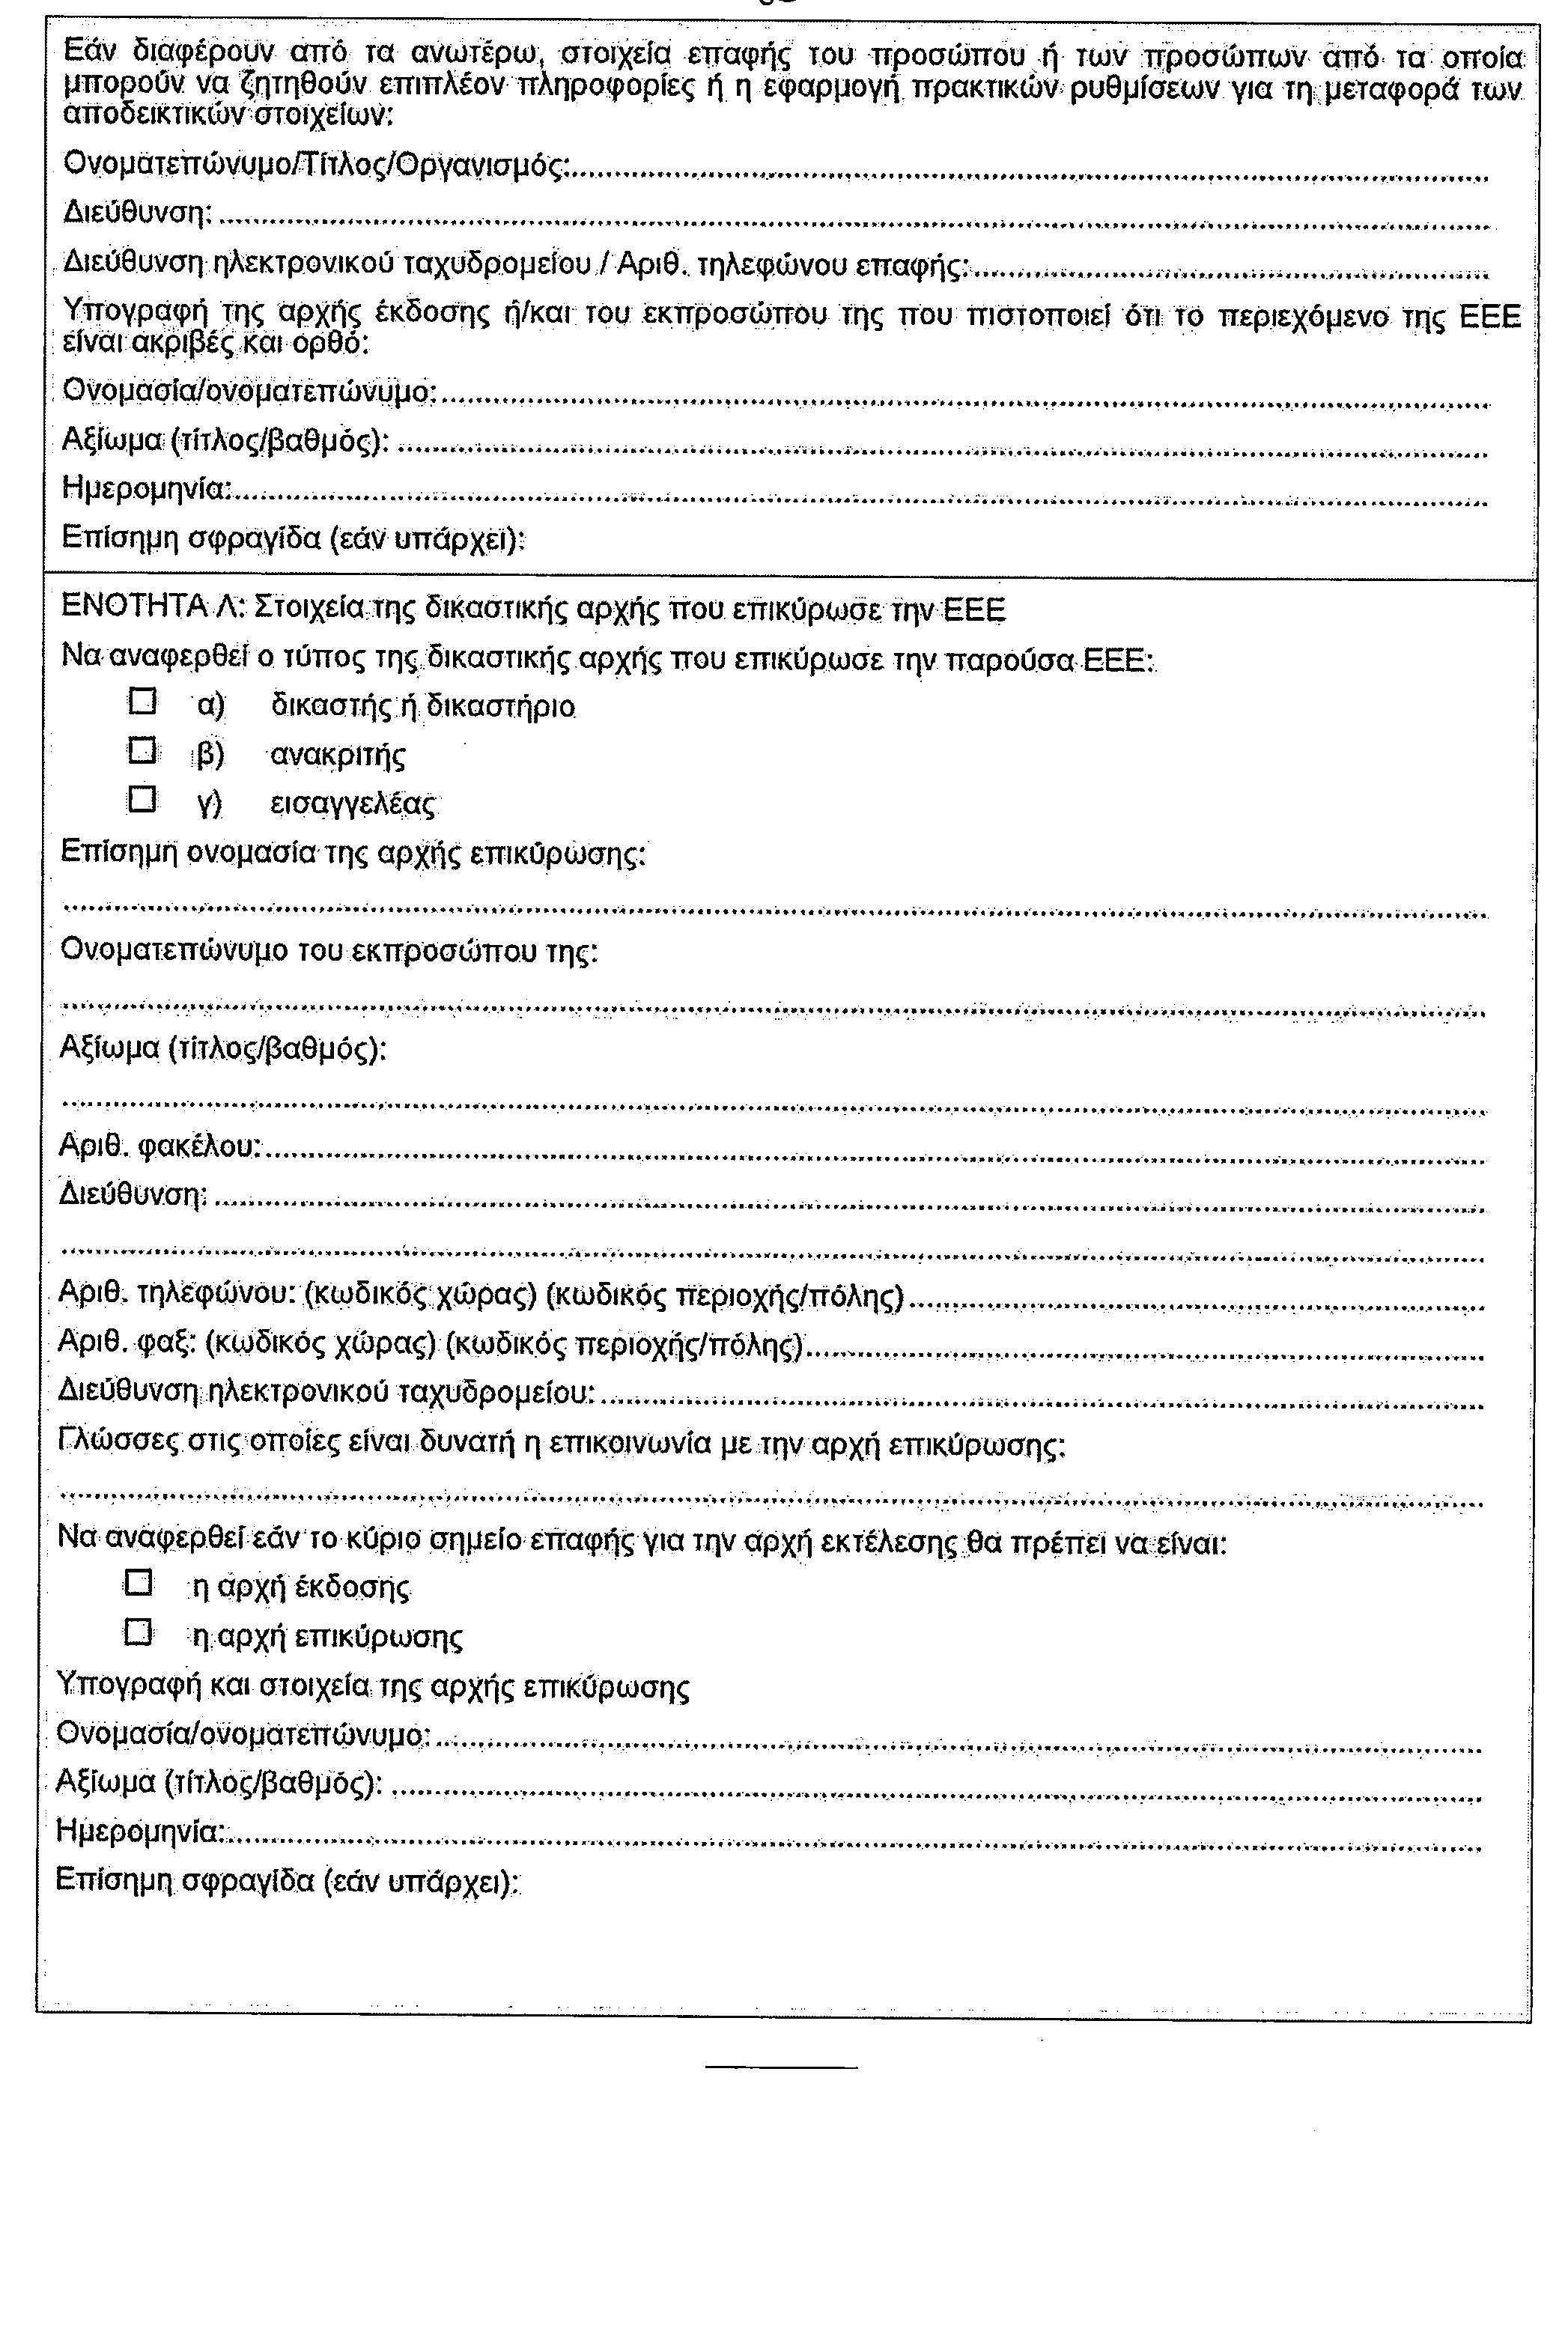 Εάν διαφέρουν από τα ανωτέρω, στοιχεία επαφής του προσώπου ή των προσώπων από τα οποία
μπορούν να ζητηθούν επιπλέον πληροφορίες ή η εφαρμογή πρακτικών ρυθμίσεων για τη μεταφορά των
αποδεικτικών στοιχείων:
Ονοματεπώνυμο/Τίτλος/Οργανισμός:
Διεύθυνση:
Διεύθυνση ηλεκτρονικού ταχυδρομείου / Αριθ. τηλεφώνου επαφής:
Υπογραφή της αρχής έκδοσης ή/και του εκπροσώπου της που πιστοποιεί ότι το περιεχόμενο της ΕΕΕ
είναι ακριβές και ορθό:
Ονομασία/ονοματεπώνυμο:
Αξίωμα (τίτλος/βαθμός):
Ημερομηνία:
Επίσημη σφραγίδα (εάν υπάρχει):
ΕΝΟΤΗΤΑ Λ: Στοιχεία της δικαστικής αρχής που επικύρωσε την ΕΕΕ
Να αναφερθεί ο τύπος της δικαστικής αρχής που επικύρωσε την παρούσα ΕΕΕ:
☐ α) δικαστής ή δικαστήριο
☐ β) ανακριτής
☐ γ) εισαγγελέας
Επίσημη ονομασία της αρχής επικύρωσης:
Ονοματεπώνυμο του εκπροσώπου της:
Αξίωμα (τίτλος/βαθμός):
Αριθ. φακέλου:
Διεύθυνση:
Αριθ. τηλεφώνου: (κωδικός χώρας) (κωδικός περιοχής/πόλης)
Αριθ. φαξ: (κωδικός χώρας) (κωδικός περιοχής/πόλης)
Διεύθυνση ηλεκτρονικού ταχυδρομείου:
Γλώσσες στις οποίες είναι δυνατή η επικοινωνία με την αρχή επικύρωσης:
Να αναφερθεί εάν το κύριο σημείο επαφής για την αρχή εκτέλεσης θα πρέπει να είναι:
☐ η αρχή έκδοσης
☐ η αρχή επικύρωσης
Υπογραφή και στοιχεία της αρχής επικύρωσης
Ονομασία/ονοματεπώνυμο:
Αξίωμα (τίτλος/βαθμός):
Ημερομηνία:
Επίσημη σφραγίδα (εάν υπάρχει):